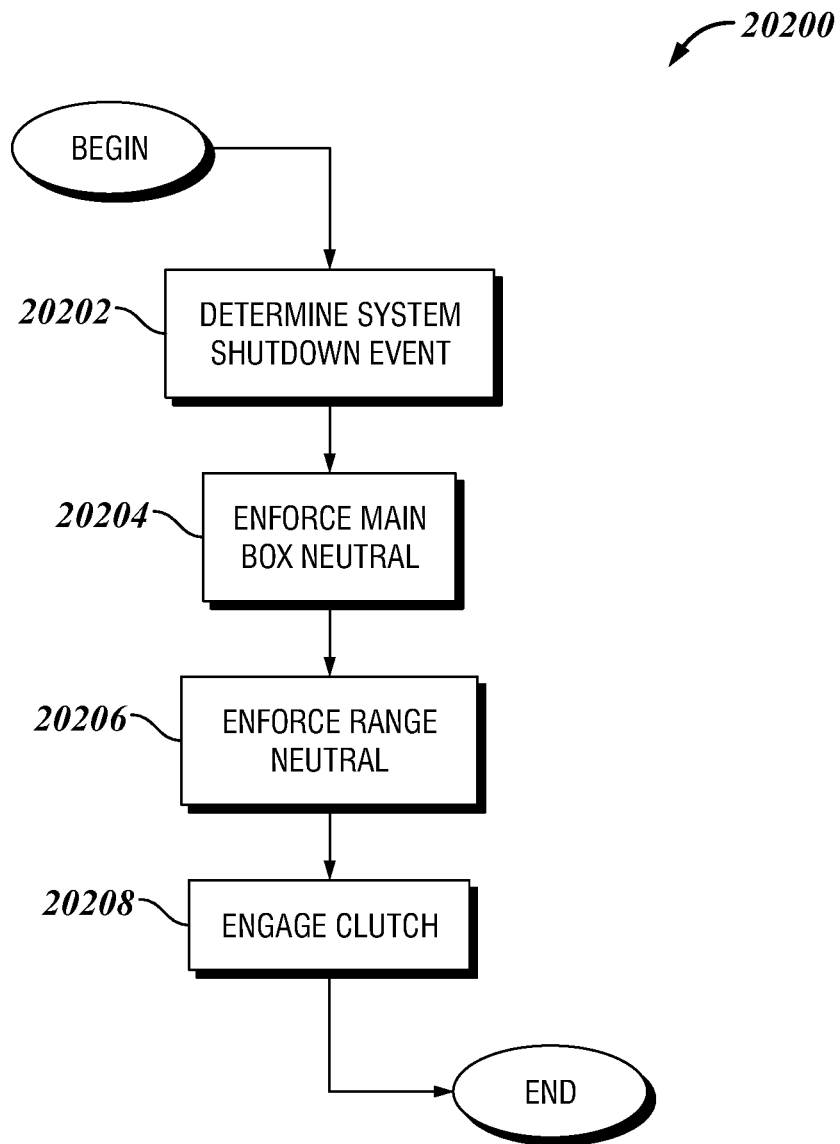 20200
BEGIN
20202
DETERMINE SYSTEM
SHUTDOWN EVENT
20204
ENFORCE MAIN
BOX NEUTRAL
20206
ENFORCE RANGE
NEUTRAL
20208
ENGAGE CLUTCH
END